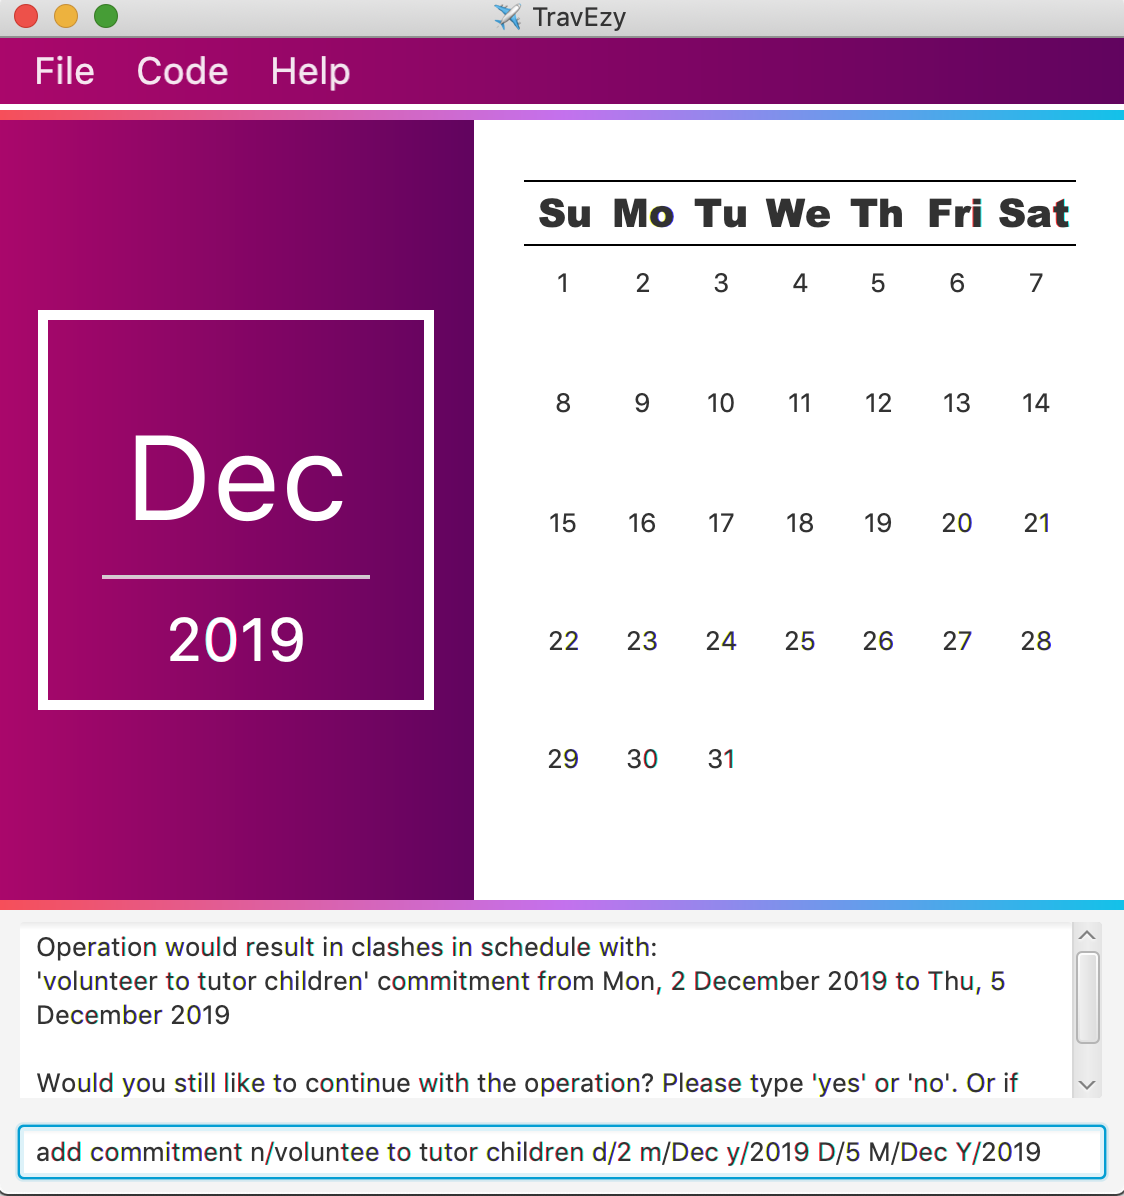 TravEzy
File Code Help
Su Mo Tu We Th Fri Sat
1 2 3 4 5 6 7
8 9 10 11 12 13 14
15 16 17 18 19 20 21
22 23 24 25 26 27 28
29 30 31
Dec
2019
Operation would result in clashes in schedule with:
'volunteer to tutor children' commitment from Mon, 2 December 2019 to Thu, 5
December 2019
Would you still like to continue with the operation? Please type 'yes' or 'no'. Or if
add commitment n/voluntee to tutor children d/2 m/Dec y/2019 D/5 M/Dec Y/2019